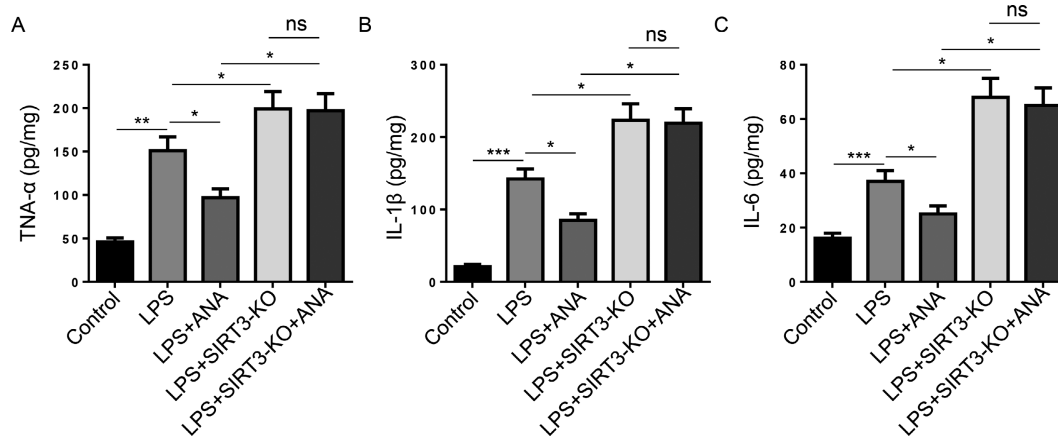 A
ns
*
*
** *
TNA-α (pg/mg)
250
200
150
100
50
0
Control
LPS
LPS+ANA
LPS+SIRT3-KO
LPS+SIRT3-KO+ANA
B
ns
*
*
*** *
IL-1β (pg/mg)
300
200
100
0
Control
LPS
LPS+ANA
LPS+SIRT3-KO
LPS+SIRT3-KO+ANA
C
ns
*
*
*** *
IL-6 (pg/mg)
80
60
40
20
0
Control
LPS
LPS+ANA
LPS+SIRT3-KO
LPS+SIRT3-KO+ANA